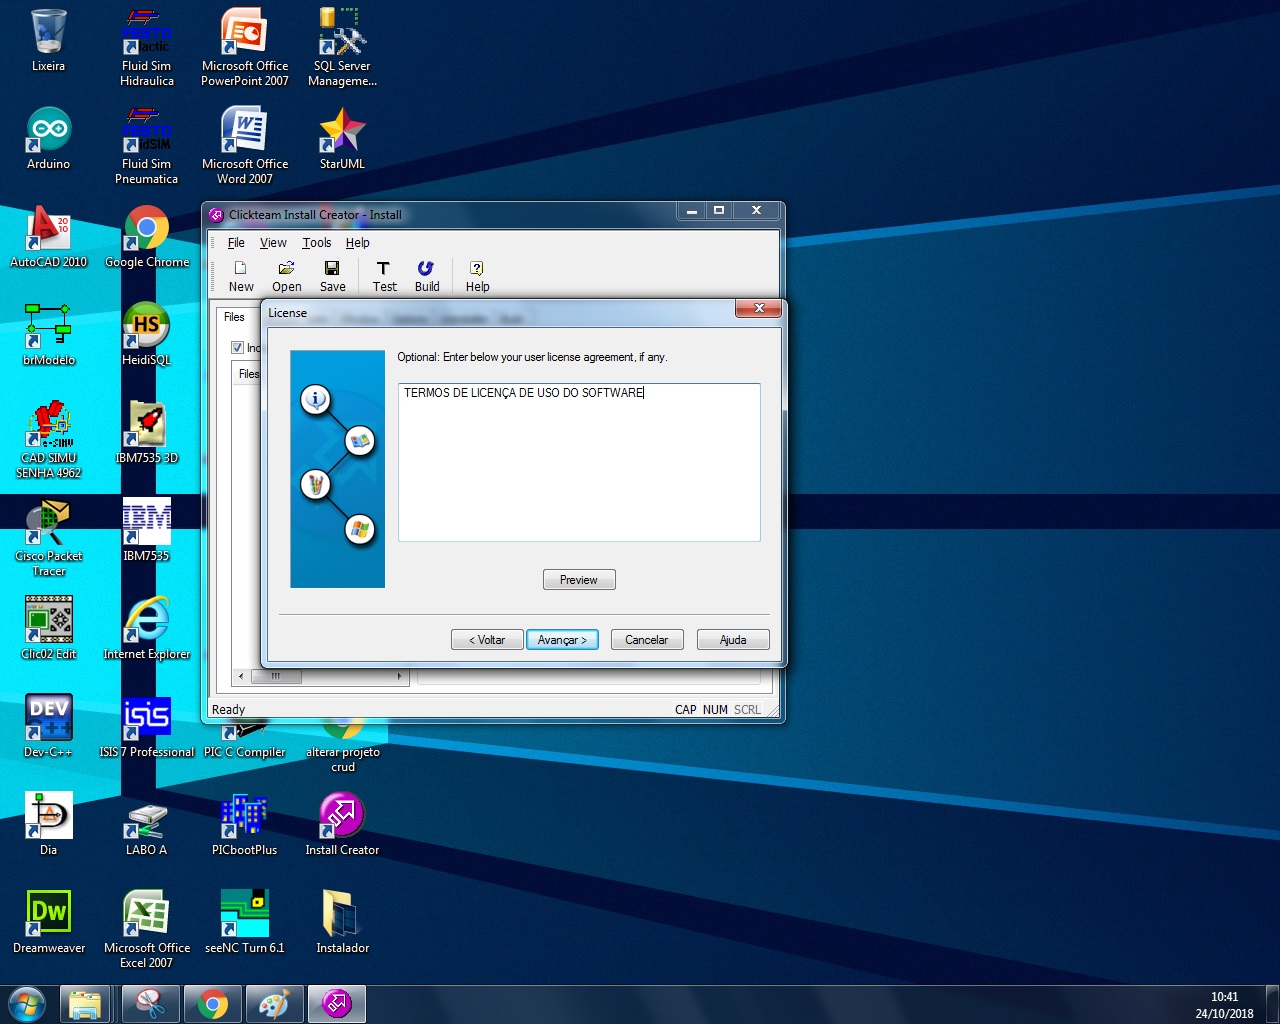 Lixeira
Fluid Sim
Hidraulica
Microsoft Office
PowerPoint 2007
SQL Server
Manageme...
Arduino
Fluid Sim
Pneumatica
Microsoft Office
Word 2007
StarUML
AutoCAD 2010
Google Chrome
brModelo
HeidiSQL
CAD SIMU
SENHA 4962
IBM7535 3D
Cisco Packet
Tracer
IBM7535
Clic02 Edit
Internet Explorer
Dev-C++
ISIS 7 Professional
PIC C Compiler
alterar projeto
crud
Dia
LABO A
PICbootPlus
Install Creator
Dreamweaver
Microsoft Office
Excel 2007
seeNC Turn 6.1
Instalador
Clickteam Install Creator - Install
File View Tools Help
New Open Save Test Build Help
Files
Inc
Files
License
Optional: Enter below your user license agreement, if any.
TERMOS DE LICENÇA DE USO DO SOFTWARE
Preview
< Voltar Avançar > Cancelar Ajuda
Ready CAP NUM SCRL
10:41
24/10/2018